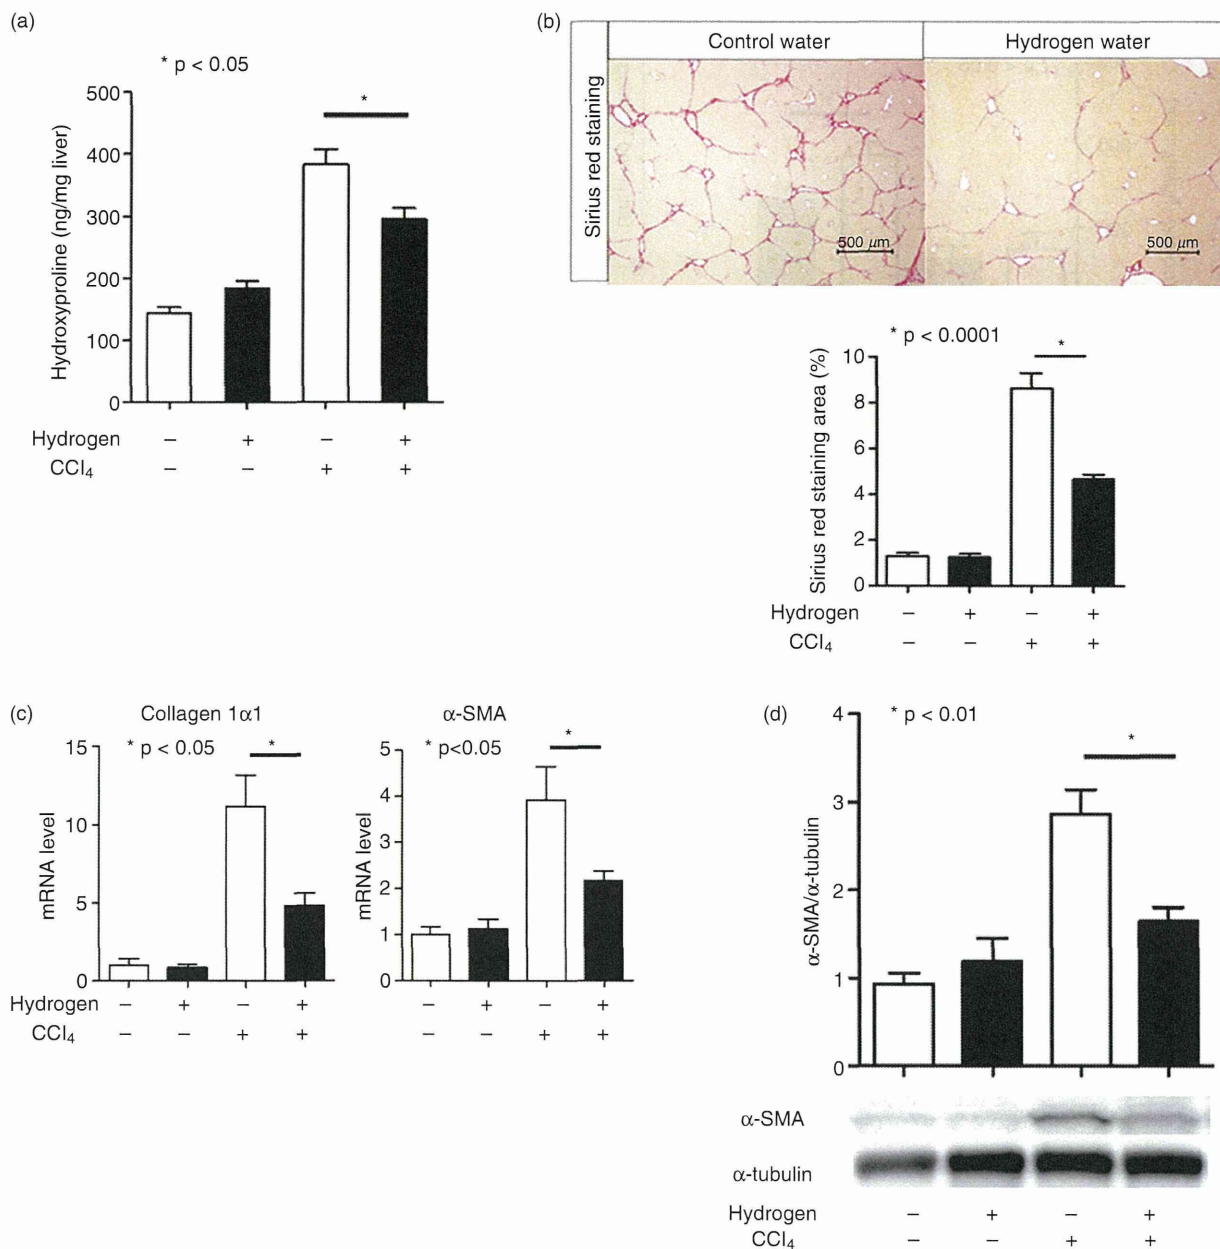 (a)
* p < 0.05
Hydroxyproline (ng/mg liver)
500
400
300
200
100
0
*
Hydrogen – + – +
CCl₄ – – + +
(b)
Control water Hydrogen water
Sirius red staining
500 µm 500 µm
* p < 0.0001
Sirius red staining area (%)
10
8
6
4
2
0
*
Hydrogen – + – +
CCl₄ – – + +
(c)
Collagen 1α1
* p < 0.05
mRNA level
15
10
5
0
*
Hydrogen – + – +
CCl₄ – – + +
α-SMA
* p<0.05
mRNA level
5
4
3
2
1
0
*
– + – +
– – + +
(d)
* p < 0.01
α-SMA/α-tubulin
4
3
2
1
0
*
α-SMA
α-tubulin
Hydrogen – + – +
CCl₄ – – + +